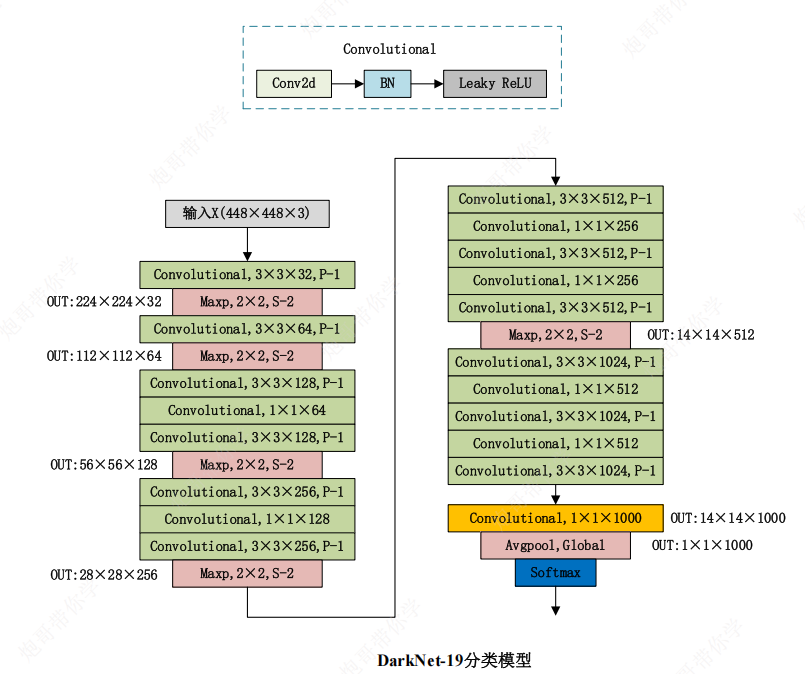 Convolutional
Conv2d
BN
Leaky ReLU
输入X(448×448×3)
Convolutional,3×3×32,P-1
OUT:224×224×32
Maxp,2×2,S-2
Convolutional,3×3×64,P-1
OUT:112×112×64
Maxp,2×2,S-2
Convolutional,3×3×128,P-1
Convolutional,1×1×64
Convolutional,3×3×128,P-1
OUT:56×56×128
Maxp,2×2,S-2
Convolutional,3×3×256,P-1
Convolutional,1×1×128
Convolutional,3×3×256,P-1
OUT:28×28×256
Maxp,2×2,S-2
Convolutional,3×3×512,P-1
Convolutional,1×1×256
Convolutional,3×3×512,P-1
Convolutional,1×1×256
Convolutional,3×3×512,P-1
Maxp,2×2,S-2
OUT:14×14×512
Convolutional,3×3×1024,P-1
Convolutional,1×1×512
Convolutional,3×3×1024,P-1
Convolutional,1×1×512
Convolutional,3×3×1024,P-1
Convolutional,1×1×1000
OUT:14×14×1000
Avgpool,Global
OUT:1×1×1000
Softmax
DarkNet-19分类模型
炮哥带你学